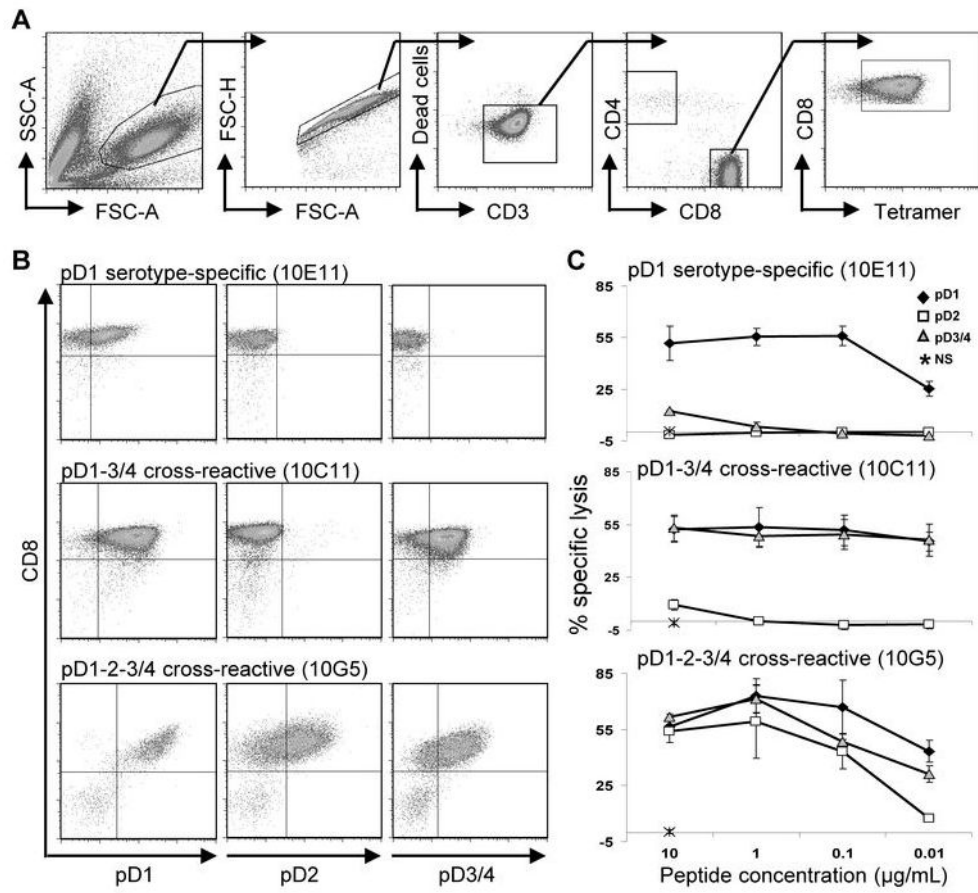 A
SSC-A
FSC-A
FSC-H
FSC-A
Dead cells
CD3
CD4
CD8
CD8
Tetramer
B
pD1 serotype-specific (10E11)
pD1-3/4 cross-reactive (10C11)
pD1-2-3/4 cross-reactive (10G5)
CD8
pD1
pD2
pD3/4
C
pD1 serotype-specific (10E11)
85
55
25
-5
pD1
pD2
pD3/4
NS
pD1-3/4 cross-reactive (10C11)
85
55
25
-5
% specific lysis
pD1-2-3/4 cross-reactive (10G5)
85
55
25
-5
10 1 0.1 0.01
Peptide concentration (µg/mL)